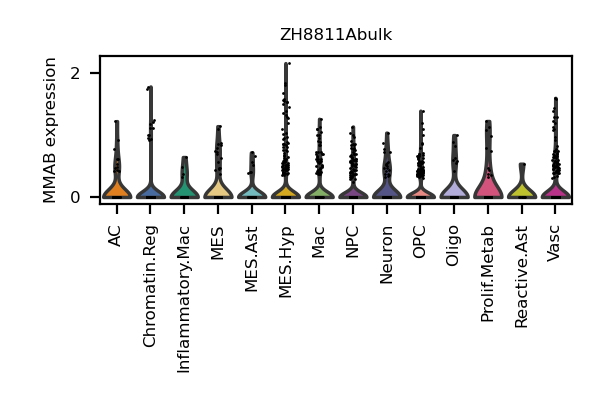 ZH8811Abulk
MMAB expression
2
0
AC
Chromatin.Reg
Inflammatory.Mac
MES
MES.Ast
MES.Hyp
Mac
NPC
Neuron
OPC
Oligo
Prolif.Metab
Reactive.Ast
Vasc